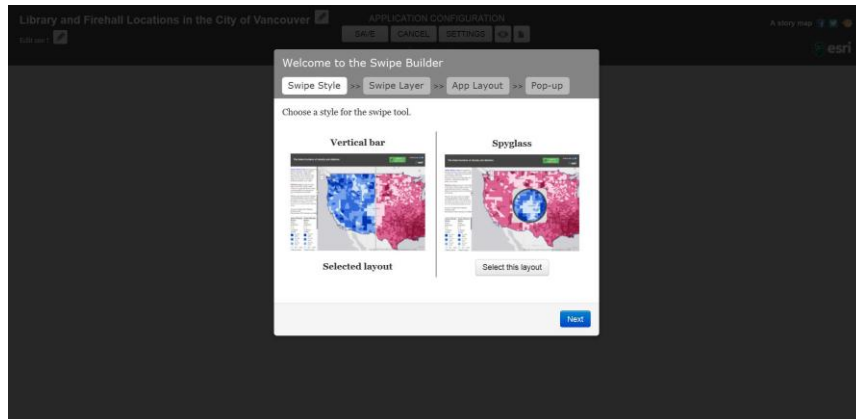 Library and Firehall Locations in the City of Vancouver
APPLICATION CONFIGURATION
SAVE CANCEL SETTINGS
A story map
esri
Welcome to the Swipe Builder
Swipe Style >> Swipe Layer >> App Layout >> Pop-up
Choose a style for the swipe tool.
Vertical bar
Spyglass
Selected layout
Select this layout
Next